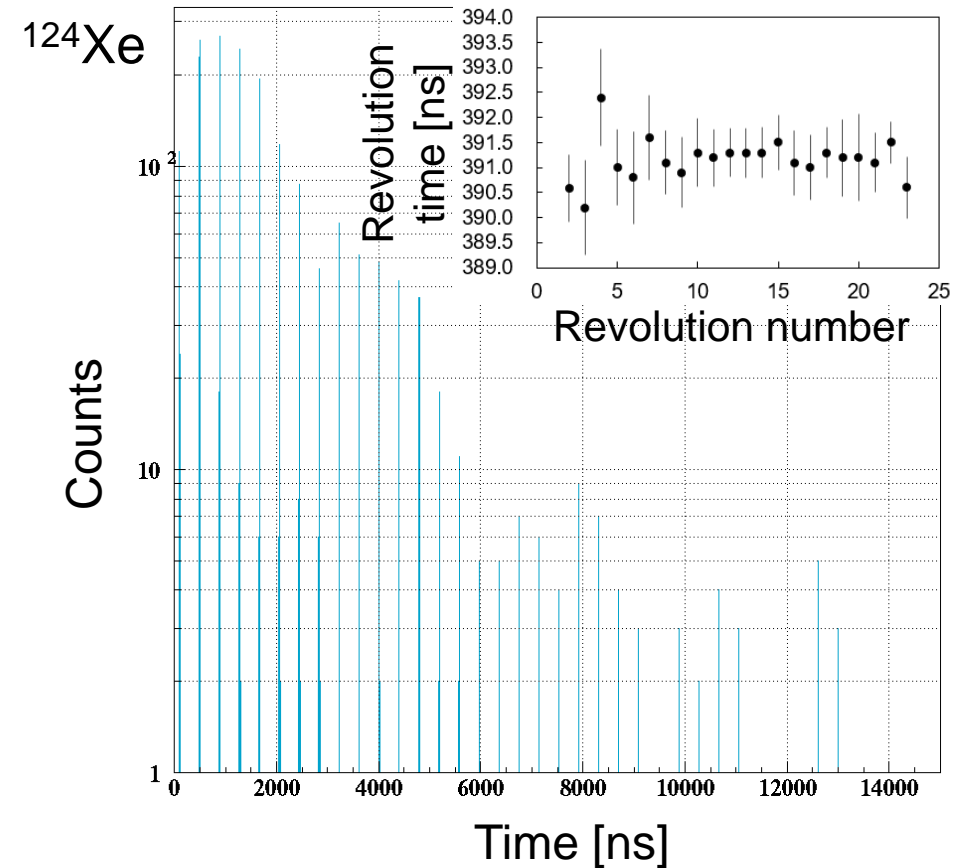 ¹²⁴Xe
Counts
10 ²
10
1
0 2000 4000 6000 8000 10000 12000 14000
Time [ns]
Revolution
time [ns]
394.0
393.5
393.0
392.5
392.0
391.5
391.0
390.5
390.0
389.5
389.0
0 5 10 15 20 25
Revolution number